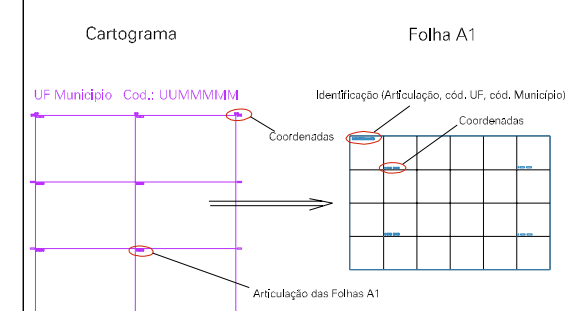 Cartograma
Folha A1
UF Município Cod.: UUMMMMM
Identificação (Articulação, cód. UF, cód. Município)
Coordenadas
Coordenadas
Articulação das Folhas A1